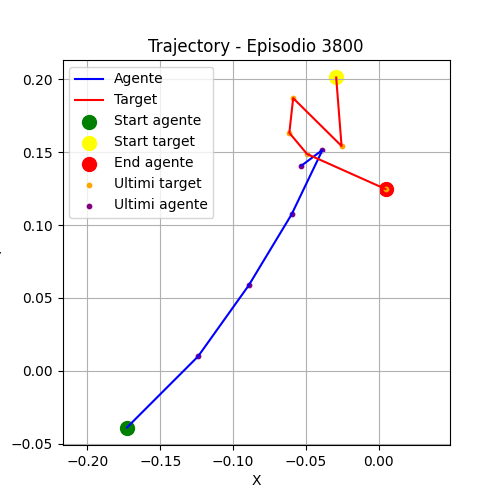 Trajectory - Episodio 3800
Agente
Target
Start agente
Start target
End agente
Ultimi target
Ultimi agente
0.20
0.15
0.10
0.05
0.00
−0.05
−0.20
−0.15
−0.10
−0.05
0.00
X